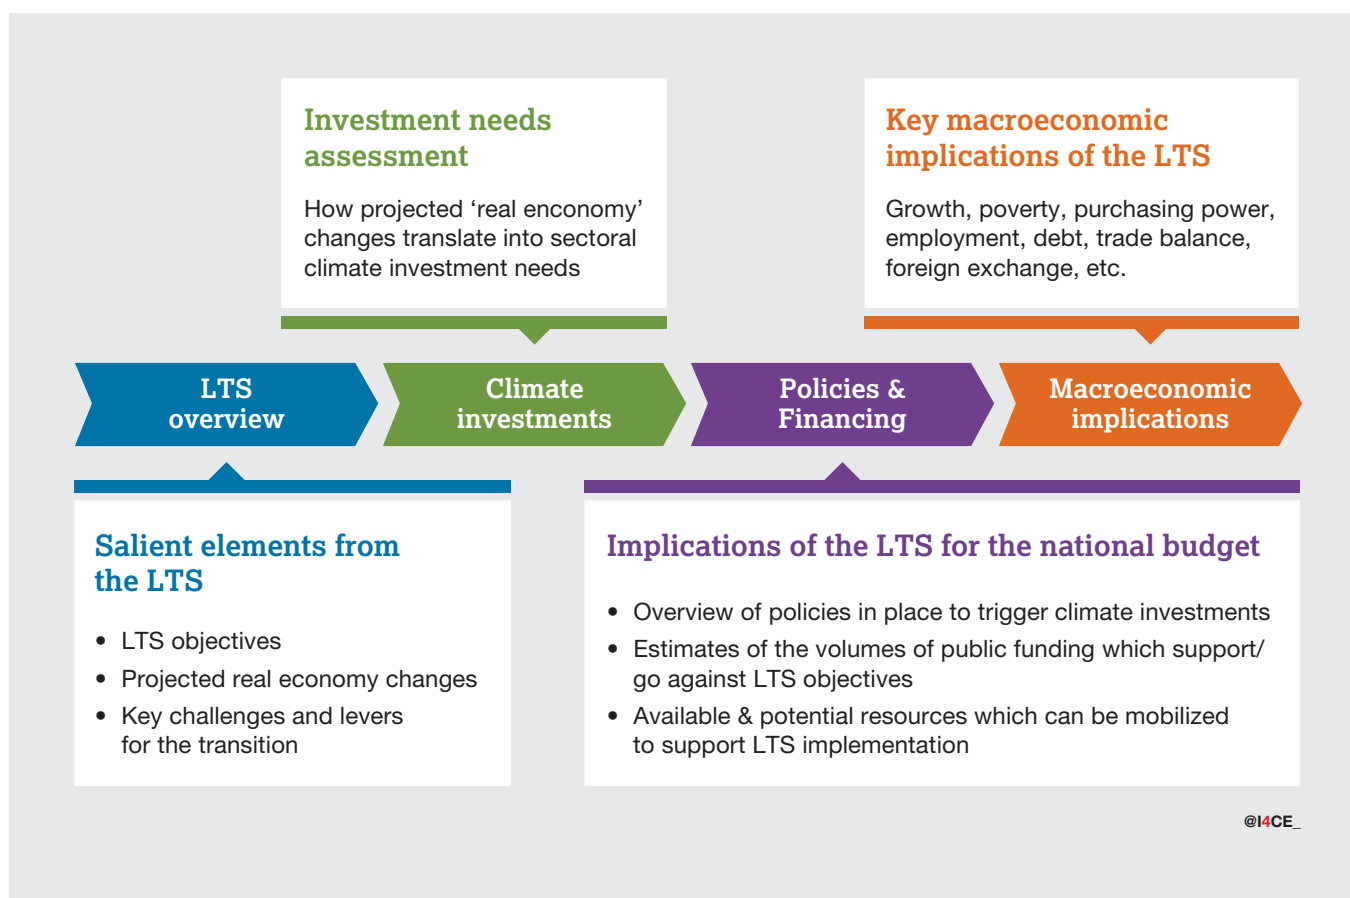 Investment needs
assessment
How projected ‘real enconomy’
changes translate into sectoral
climate investment needs
Key macroeconomic
implications of the LTS
Growth, poverty, purchasing power,
employment, debt, trade balance,
foreign exchange, etc.
LTS
overview
Climate
investments
Policies &
Financing
Macroeconomic
implications
Salient elements from
the LTS
• LTS objectives
• Projected real economy changes
• Key challenges and levers
for the transition
Implications of the LTS for the national budget
• Overview of policies in place to trigger climate investments
• Estimates of the volumes of public funding which support/
go against LTS objectives
• Available & potential resources which can be mobilized
to support LTS implementation
@I4CE_